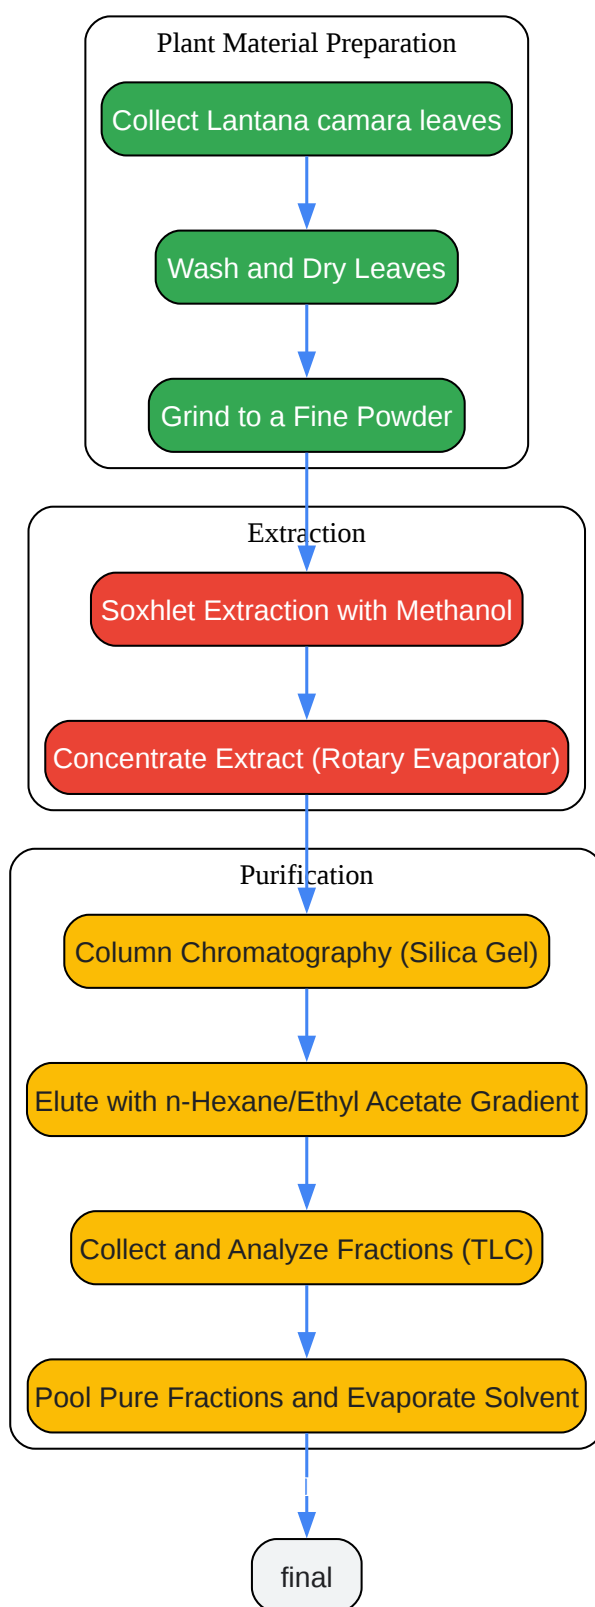 Plant Material Preparation
Collect Lantana camara leaves
Wash and Dry Leaves
Grind to a Fine Powder
Extraction
Soxhlet Extraction with Methanol
Concentrate Extract (Rotary Evaporator)
Purification
Column Chromatography (Silica Gel)
Elute with n-Hexane/Ethyl Acetate Gradient
Collect and Analyze Fractions (TLC)
Pool Pure Fractions and Evaporate Solvent
final